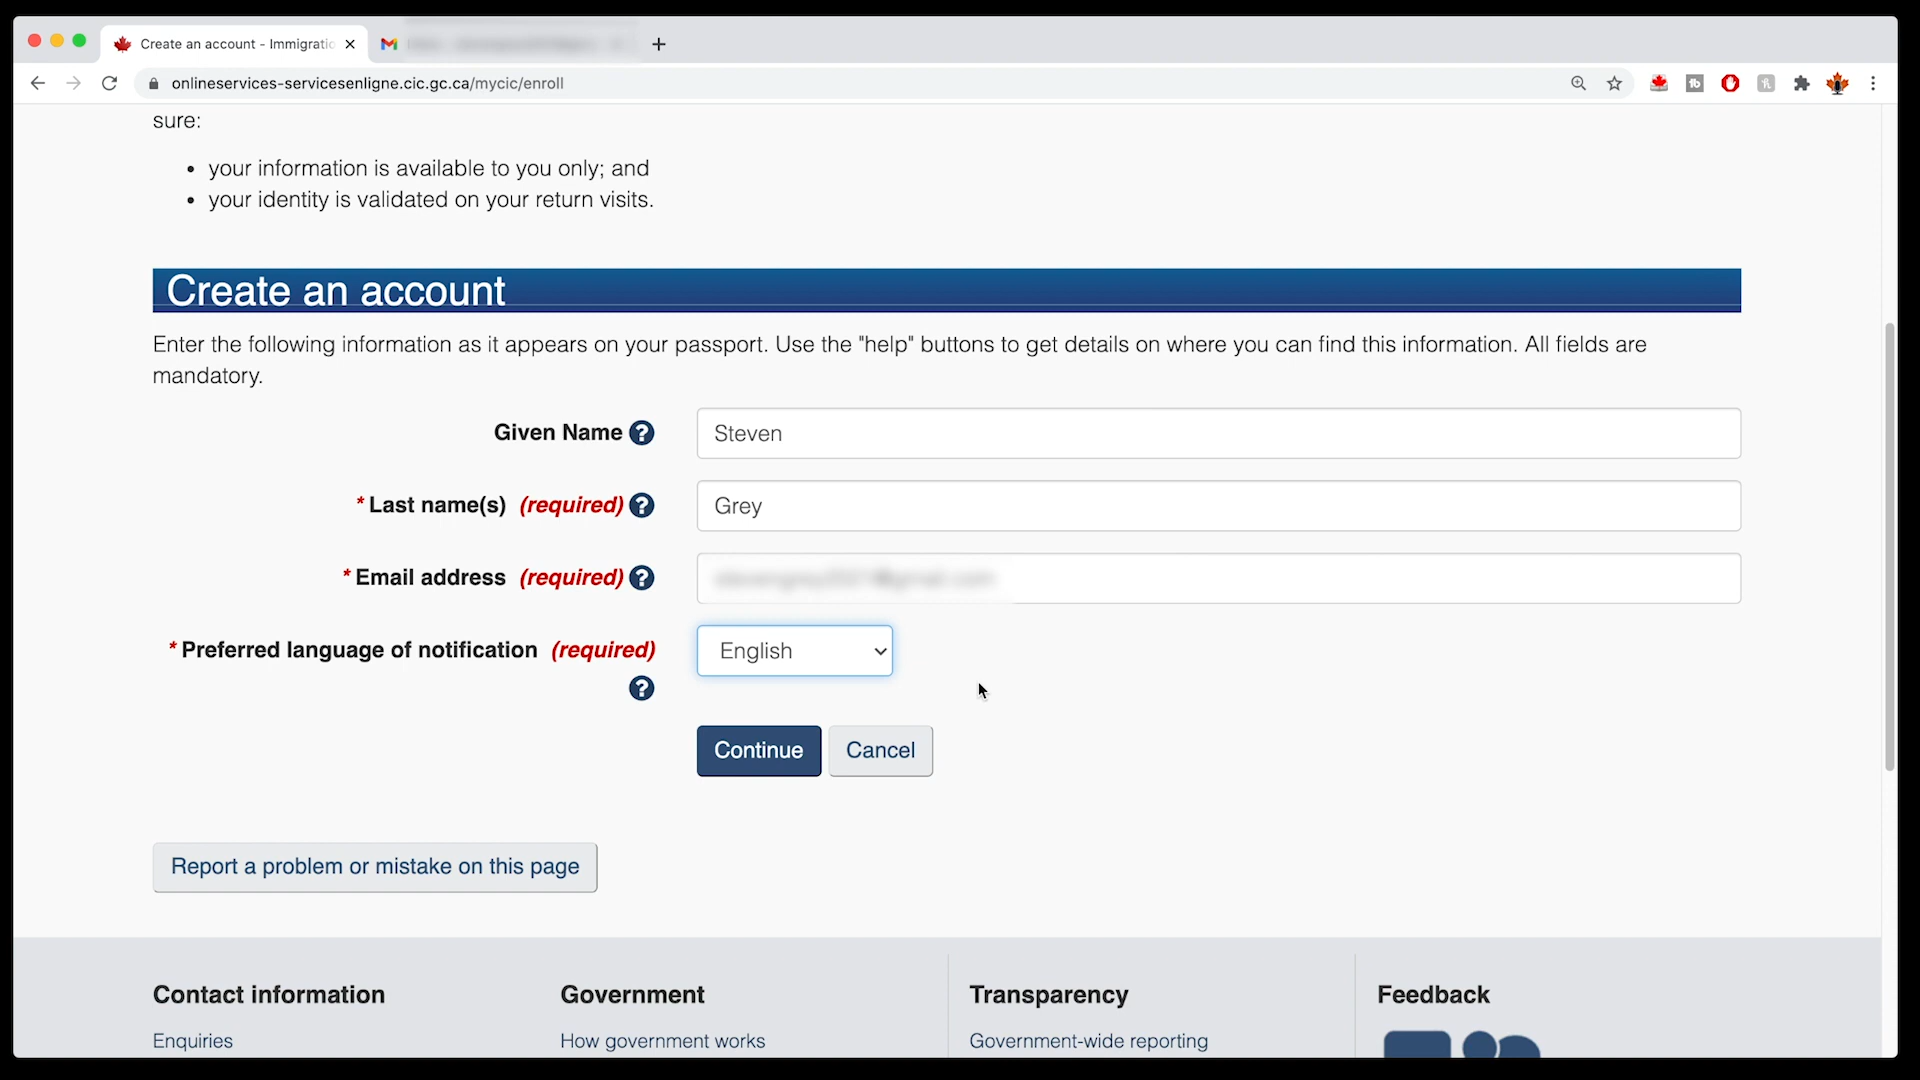 Create an account - Immigratic
onlineservices-servicesenligne.cic.gc.ca/mycic/enroll
sure:
• your information is available to you only; and
• your identity is validated on your return visits.
Create an account
Enter the following information as it appears on your passport. Use the "help" buttons to get details on where you can find this information. All fields are
mandatory.
Given Name ? Steven
* Last name(s) (required) ? Grey
* Email address (required) ?
* Preferred language of notification (required) English
?
Continue Cancel
Report a problem or mistake on this page
Contact information Government Transparency Feedback
Enquiries How government works Government-wide reporting